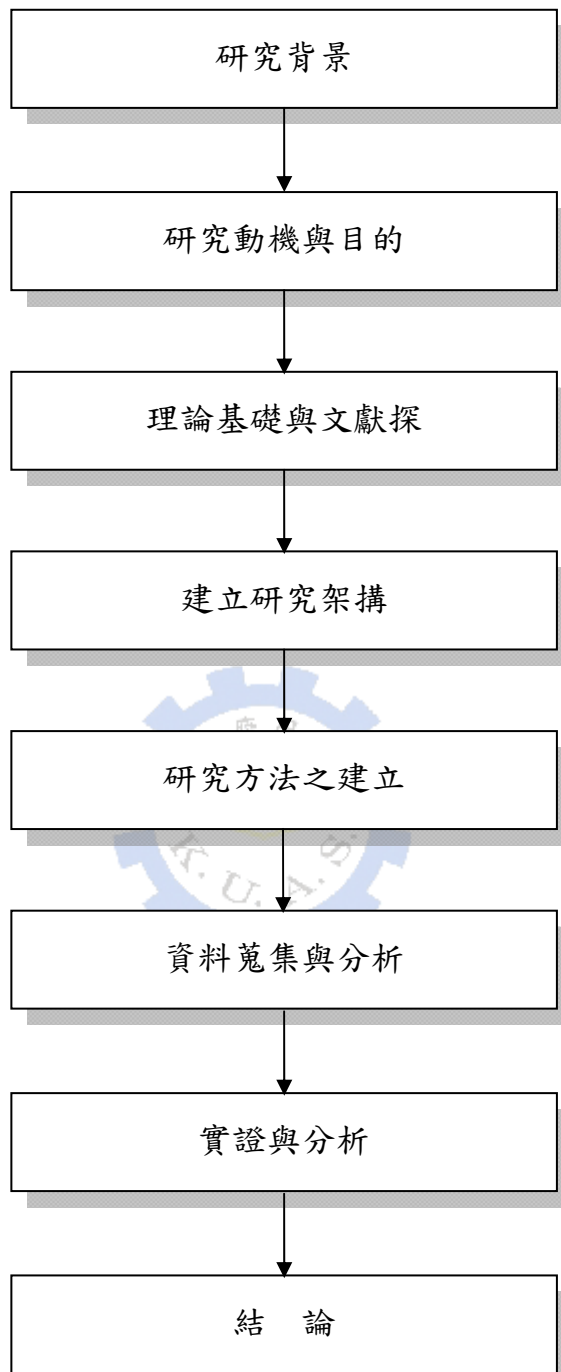 研究背景
研究動機與目的
理論基礎與文獻探
建立研究架搆
研究方法之建立
K. U. A. S.
資料蒐集與分析
實證與分析
結　論